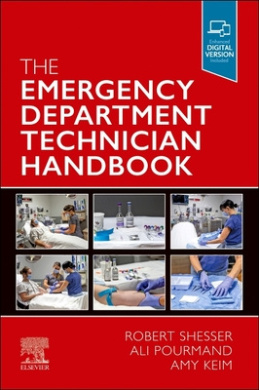 Enhanced
DIGITAL
VERSION
Included
THE
EMERGENCY
DEPARTMENT
TECHNICIAN
HANDBOOK
ROBERT SHESSER
ALI POURMAND
AMY KEIM
ELSEVIER